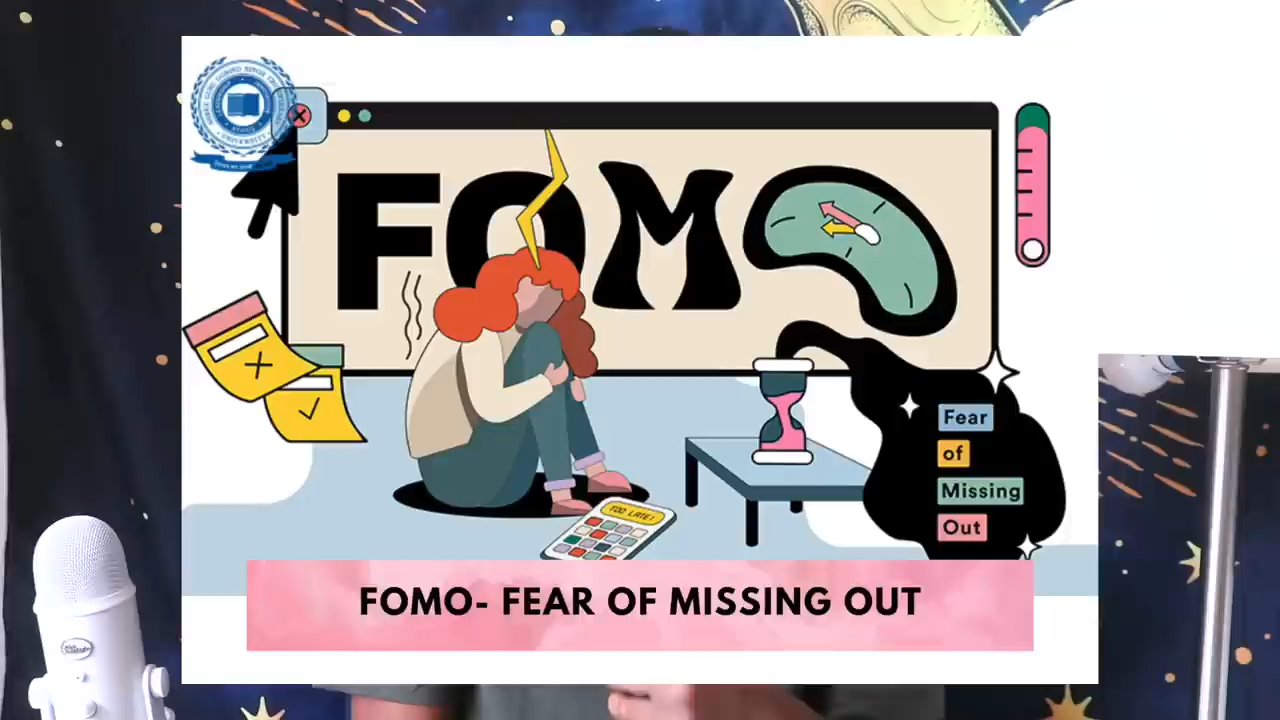 FOMO
TOO LATE!
Fear
of
Missing
Out
FOMO- FEAR OF MISSING OUT